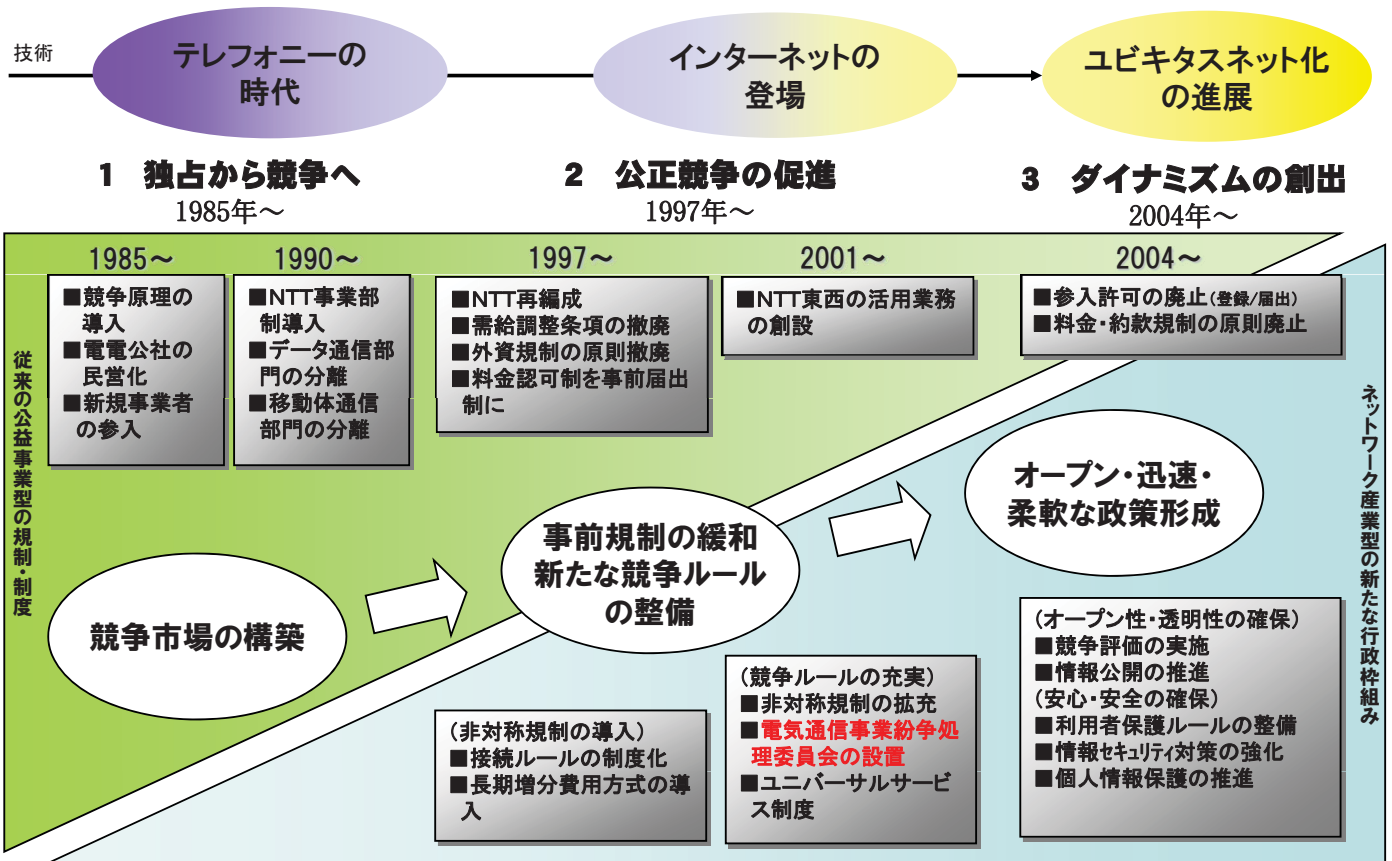 技術
テレフォニーの
時代
インターネットの
登場
ユビキタスネット化
の進展
1 独占から競争へ
1985年～
2 公正競争の促進
1997年～
3 ダイナミズムの創出
2004年～
従来の公益事業型の規制・制度
1985～
■競争原理の
導入
■電電公社の
民営化
■新規事業者
の参入
1990～
■NTT事業部
制導入
■データ通信部
門の分離
■移動体通信
部門の分離
1997～
■NTT再編成
■需給調整条項の撤廃
■外資規制の原則撤廃
■料金認可制を事前届出
制に
2001～
■NTT東西の活用業務
の創設
2004～
■参入許可の廃止(登録/届出)
■料金・約款規制の原則廃止
競争市場の構築
事前規制の緩和
新たな競争ルール
の整備
オープン・迅速・
柔軟な政策形成
(非対称規制の導入)
■接続ルールの制度化
■長期増分費用方式の導
入
(競争ルールの充実)
■非対称規制の拡充
■電気通信事業紛争処
理委員会の設置
■ユニバーサルサービ
ス制度
(オープン性・透明性の確保)
■競争評価の実施
■情報公開の推進
(安心・安全の確保)
■利用者保護ルールの整備
■情報セキュリティ対策の強化
■個人情報保護の推進
ネットワーク産業型の新たな行政枠組み